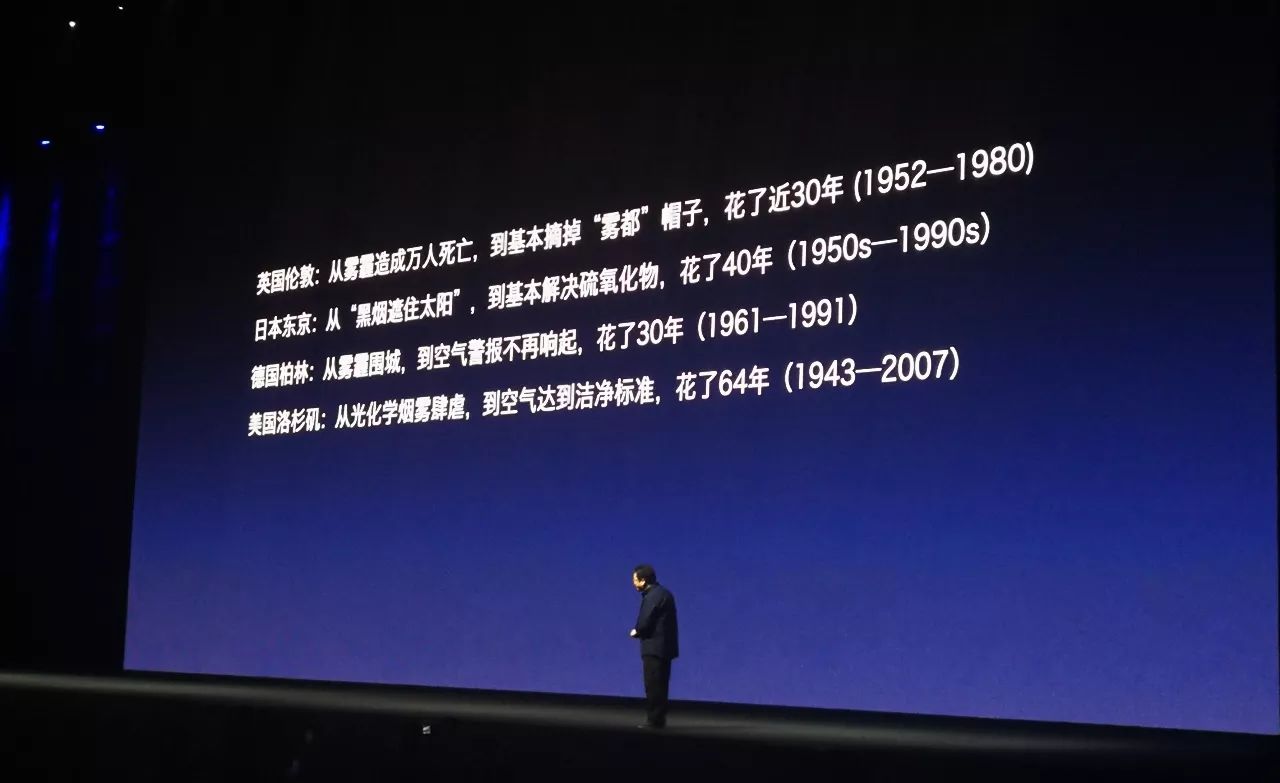 英国伦敦：从雾霾造成万人死亡，到基本摘掉“雾都”帽子，花了近30年 (1952—1980)
日本东京：从“黑烟遮住太阳”，到基本解决硫氧化物，花了40年（1950s—1990s）
德国柏林：从雾霾围城，到空气警报不再响起，花了30年（1961—1991）
美国洛杉矶：从光化学烟雾肆虐，到空气达到洁净标准，花了64年（1943—2007）